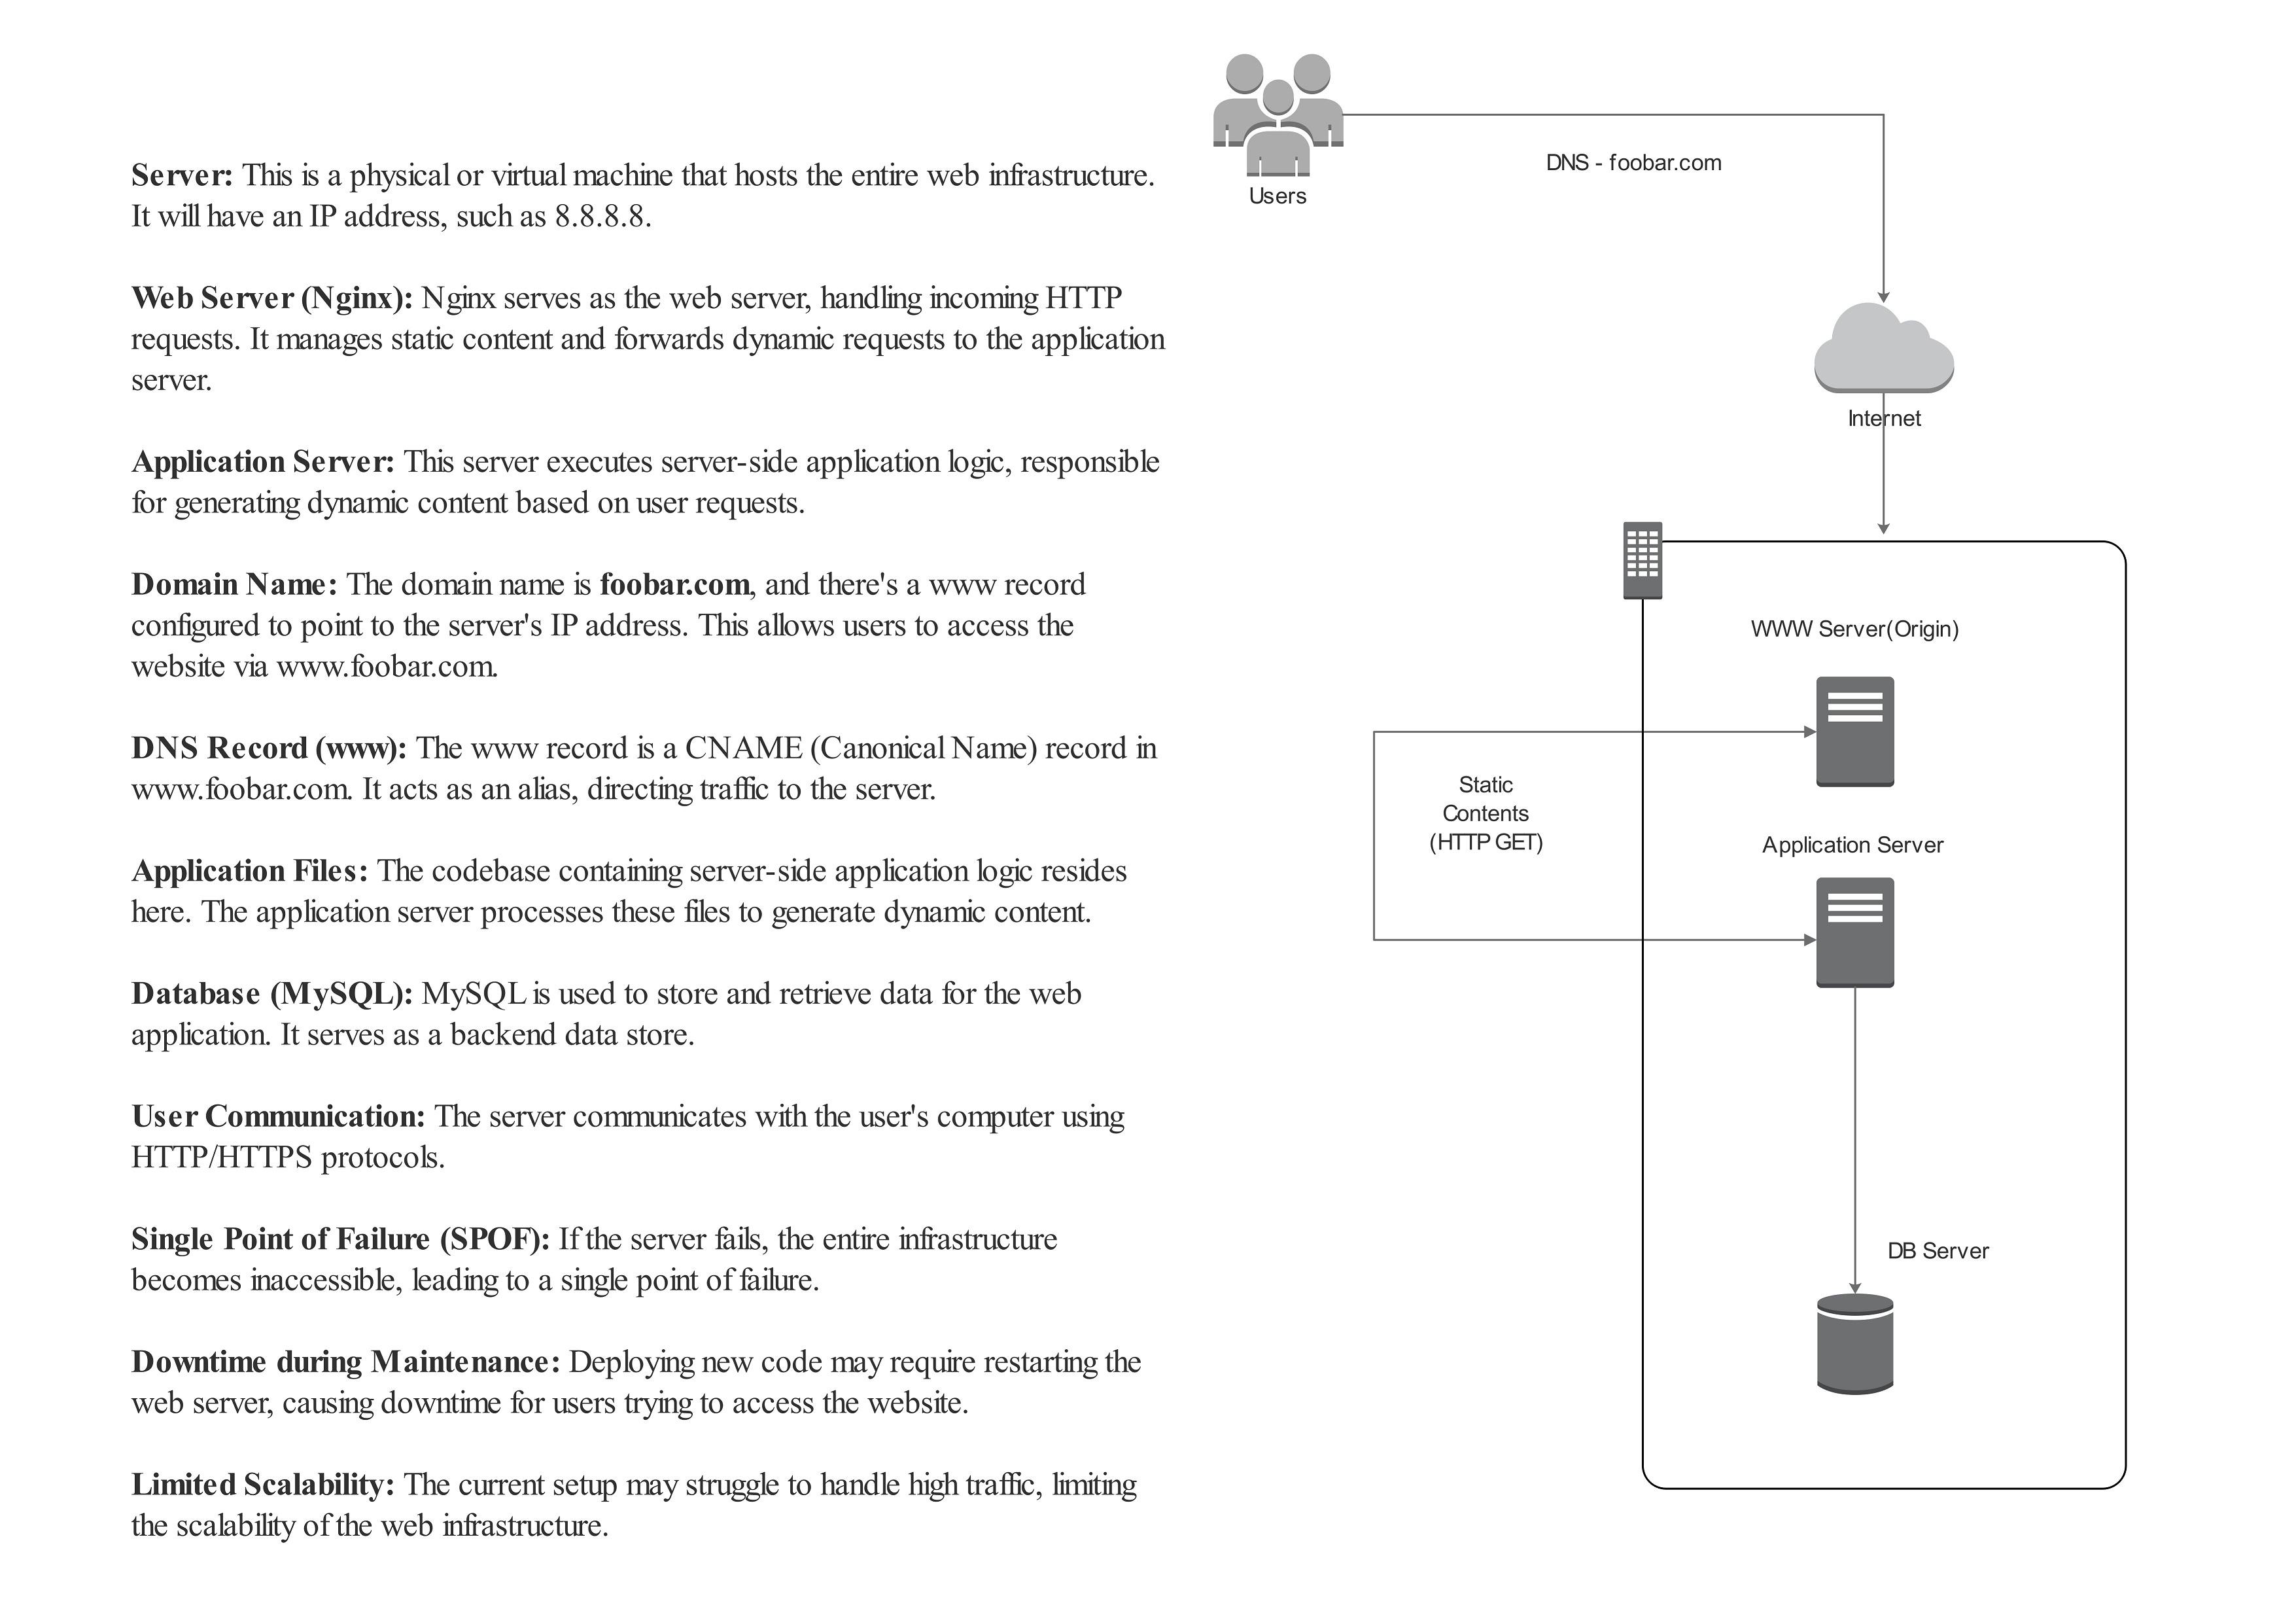 Server: This is a physical or virtual machine that hosts the entire web infrastructure.
It will have an IP address, such as 8.8.8.8.
Web Server (Nginx): Nginx serves as the web server, handling incoming HTTP
requests. It manages static content and forwards dynamic requests to the application
server.
Application Server: This server executes server-side application logic, responsible
for generating dynamic content based on user requests.
Domain Name: The domain name is foobar.com, and there's a www record
configured to point to the server's IP address. This allows users to access the
website via www.foobar.com.
DNS Record (www): The www record is a CNAME (Canonical Name) record in
www.foobar.com. It acts as an alias, directing traffic to the server.
Application Files: The codebase containing server-side application logic resides
here. The application server processes these files to generate dynamic content.
Database (MySQL): MySQL is used to store and retrieve data for the web
application. It serves as a backend data store.
User Communication: The server communicates with the user's computer using
HTTP/HTTPS protocols.
Single Point of Failure (SPOF): If the server fails, the entire infrastructure
becomes inaccessible, leading to a single point of failure.
Downtime during Maintenance: Deploying new code may require restarting the
web server, causing downtime for users trying to access the website.
Limited Scalability: The current setup may struggle to handle high traffic, limiting
the scalability of the web infrastructure.
Users
DNS - foobar.com
Internet
WWW Server(Origin)
Static
Contents
(HTTP GET)
Application Server
DB Server